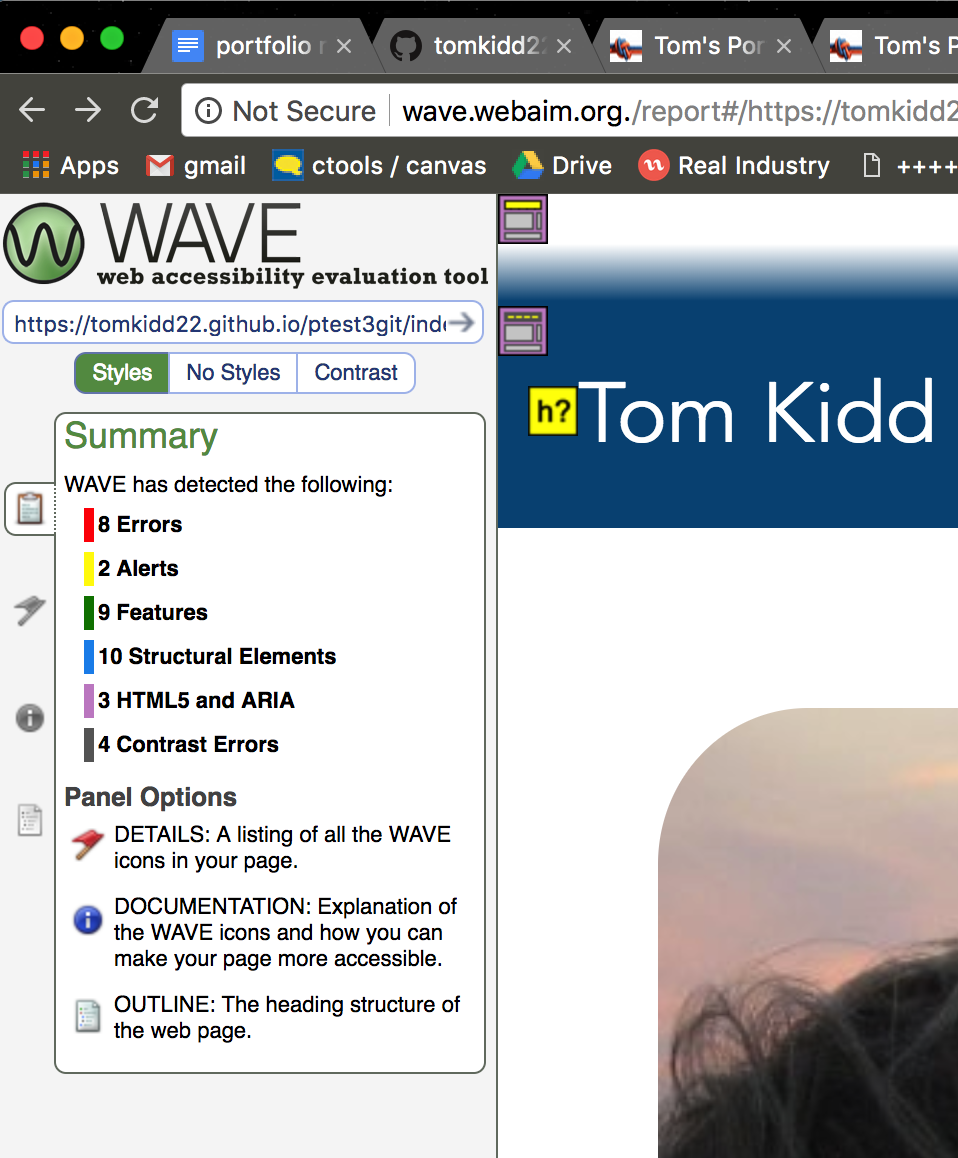 portfolio r
tomkidd22
Tom's Por
Tom's P
Not Secure
wave.webaim.org./report#/https://tomkidd2
Apps
gmail
ctools / canvas
Drive
Real Industry
++++
WAVE
web accessibility evaluation tool
https://tomkidd22.github.io/ptest3git/inde
Styles
No Styles
Contrast
Summary
WAVE has detected the following:
8 Errors
2 Alerts
9 Features
10 Structural Elements
3 HTML5 and ARIA
4 Contrast Errors
Panel Options
DETAILS: A listing of all the WAVE
icons in your page.
DOCUMENTATION: Explanation of
the WAVE icons and how you can
make your page more accessible.
OUTLINE: The heading structure of
the web page.
h?
Tom Kidd